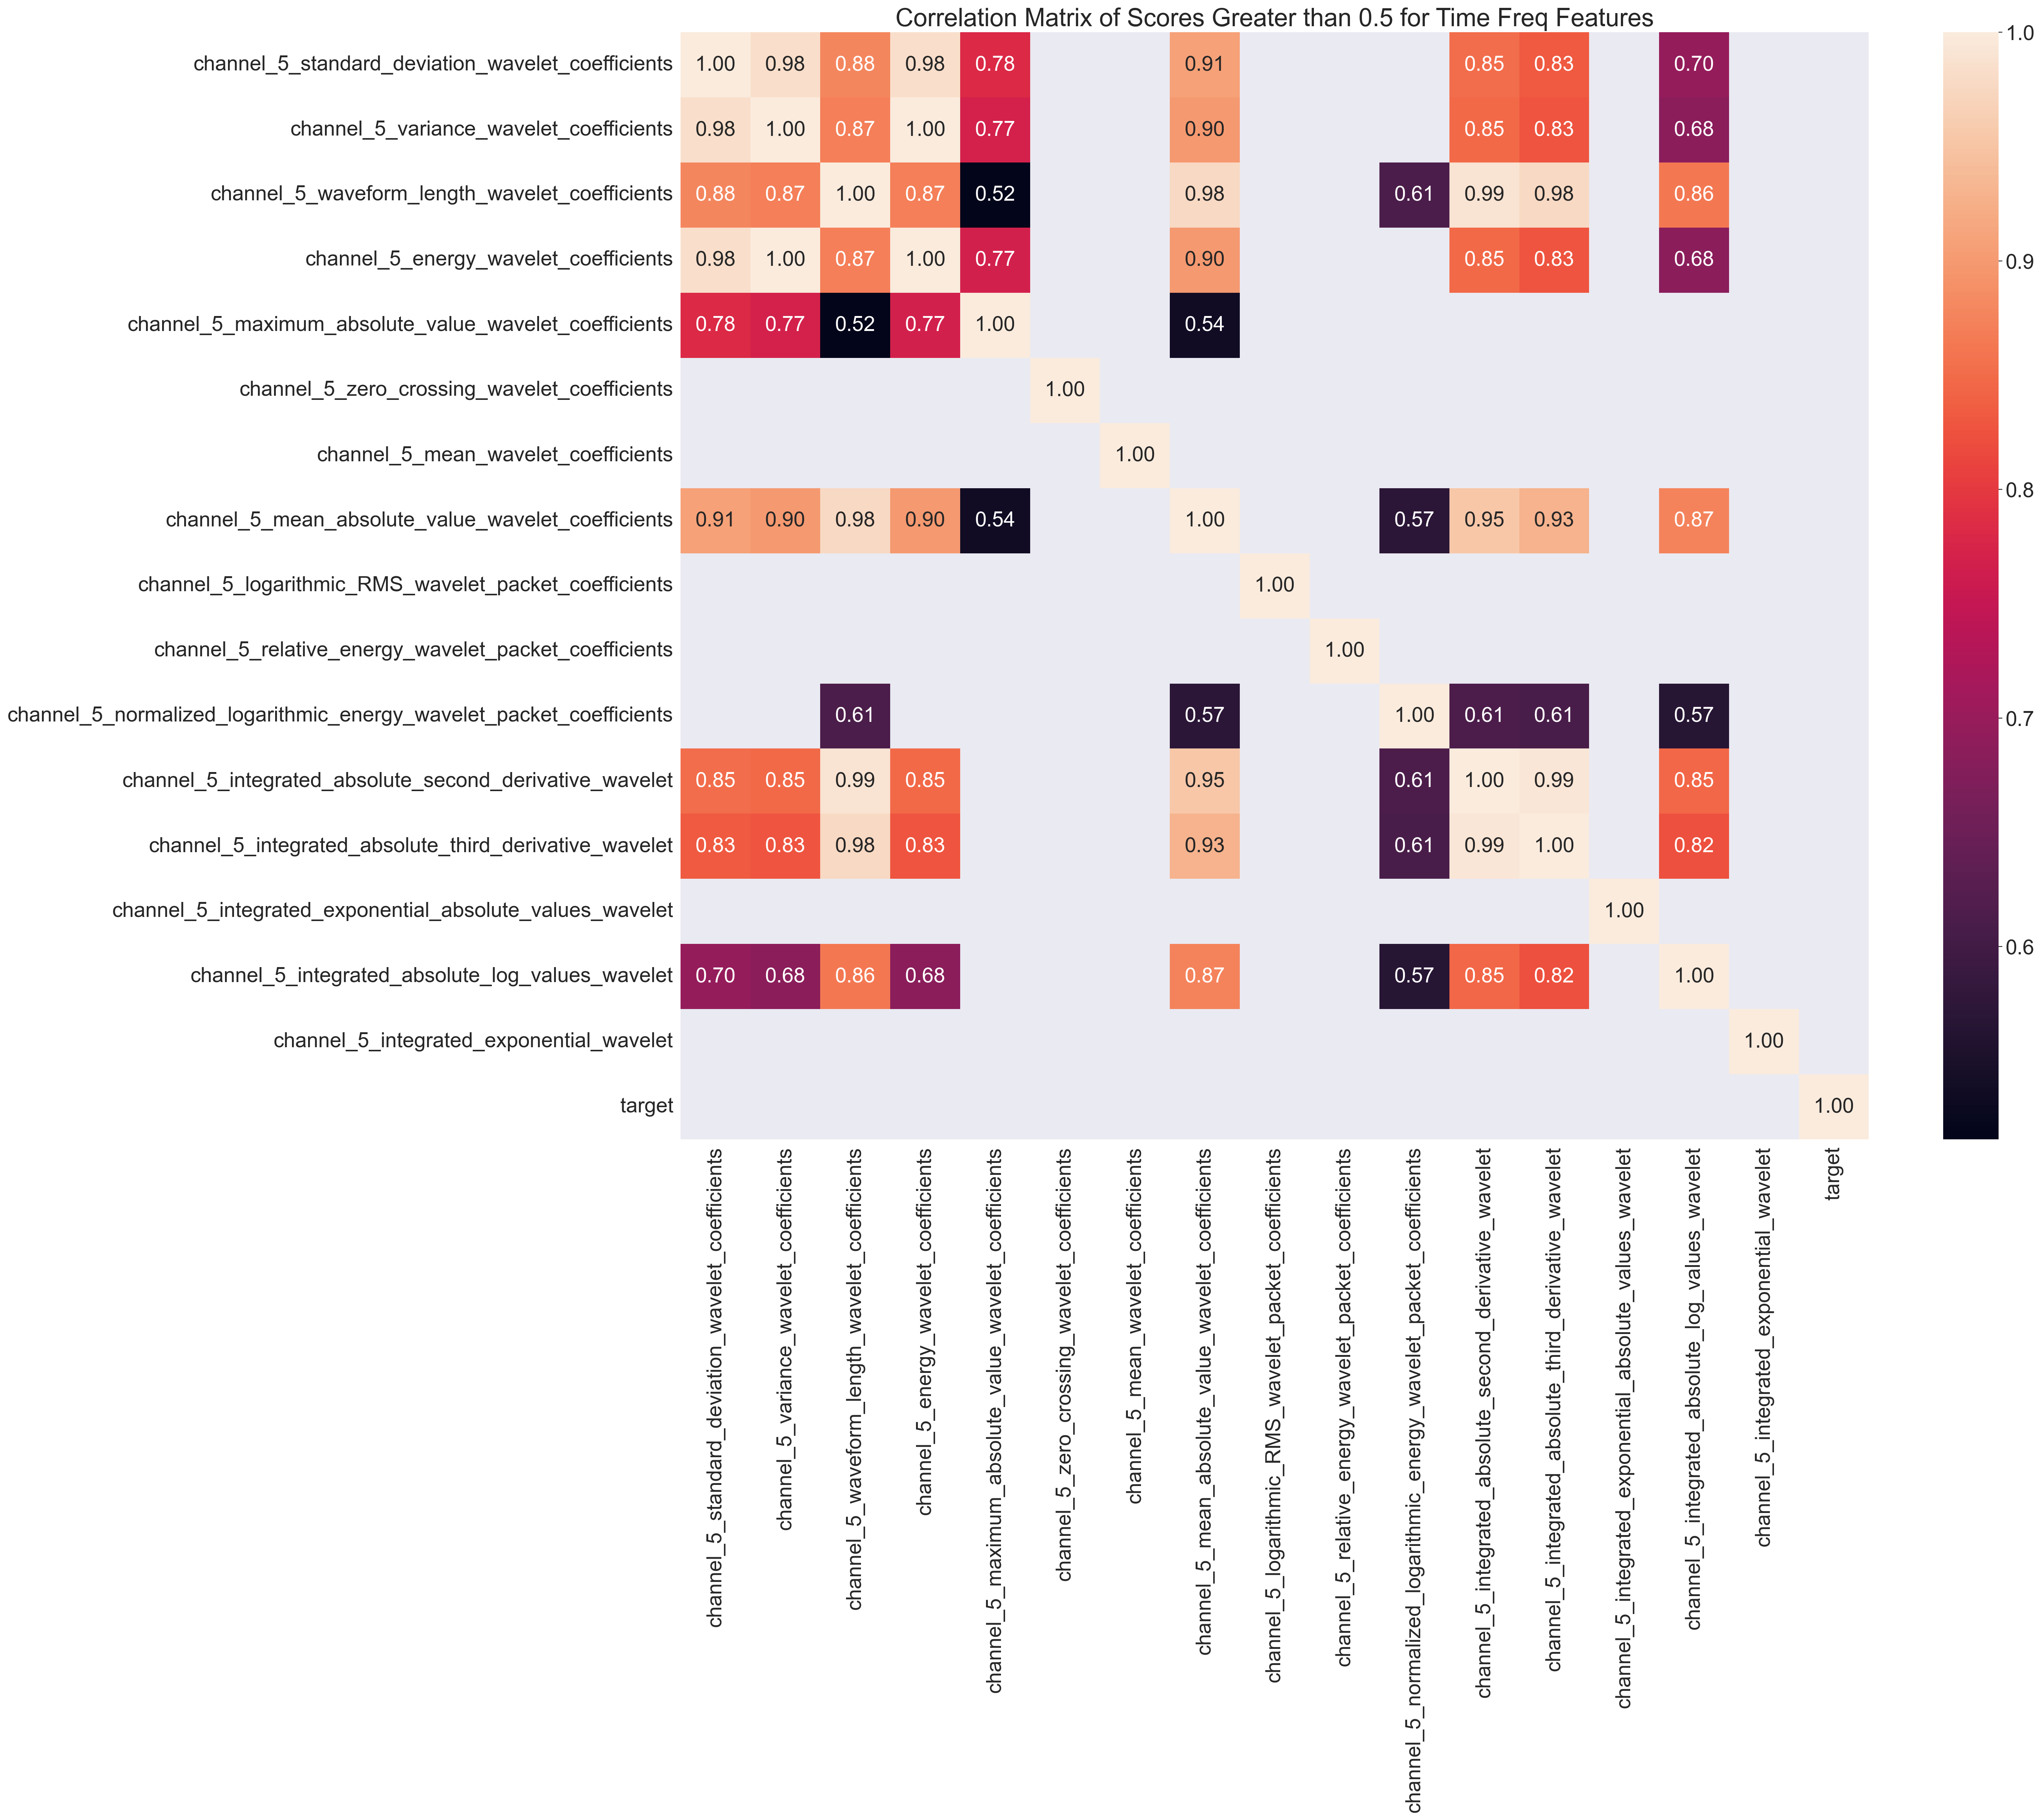 Correlation Matrix of Scores Greater than 0.5 for Time Freq Features
channel_5_standard_deviation_wavelet_coefficients 1.00 0.98 0.88 0.98 0.78 0.91 0.85 0.83 0.70
channel_5_variance_wavelet_coefficients 0.98 1.00 0.87 1.00 0.77 0.90 0.85 0.83 0.68
channel_5_waveform_length_wavelet_coefficients 0.88 0.87 1.00 0.87 0.52 0.98 0.61 0.99 0.98 0.86
channel_5_energy_wavelet_coefficients 0.98 1.00 0.87 1.00 0.77 0.90 0.85 0.83 0.68
channel_5_maximum_absolute_value_wavelet_coefficients 0.78 0.77 0.52 0.77 1.00 0.54
channel_5_zero_crossing_wavelet_coefficients 1.00
channel_5_mean_wavelet_coefficients 1.00
channel_5_mean_absolute_value_wavelet_coefficients 0.91 0.90 0.98 0.90 0.54 1.00 0.57 0.95 0.93 0.87
channel_5_logarithmic_RMS_wavelet_packet_coefficients 1.00
channel_5_relative_energy_wavelet_packet_coefficients 1.00
channel_5_normalized_logarithmic_energy_wavelet_packet_coefficients 0.61 0.57 1.00 0.61 0.61 0.57
channel_5_integrated_absolute_second_derivative_wavelet 0.85 0.85 0.99 0.85 0.95 0.61 1.00 0.99 0.85
channel_5_integrated_absolute_third_derivative_wavelet 0.83 0.83 0.98 0.83 0.93 0.61 0.99 1.00 0.82
channel_5_integrated_exponential_absolute_values_wavelet 1.00
channel_5_integrated_absolute_log_values_wavelet 0.70 0.68 0.86 0.68 0.87 0.57 0.85 0.82 1.00
channel_5_integrated_exponential_wavelet 1.00
target 1.00
channel_5_standard_deviation_wavelet_coefficients
channel_5_variance_wavelet_coefficients
channel_5_waveform_length_wavelet_coefficients
channel_5_energy_wavelet_coefficients
channel_5_maximum_absolute_value_wavelet_coefficients
channel_5_zero_crossing_wavelet_coefficients
channel_5_mean_wavelet_coefficients
channel_5_mean_absolute_value_wavelet_coefficients
channel_5_logarithmic_RMS_wavelet_packet_coefficients
channel_5_relative_energy_wavelet_packet_coefficients
channel_5_normalized_logarithmic_energy_wavelet_packet_coefficients
channel_5_integrated_absolute_second_derivative_wavelet
channel_5_integrated_absolute_third_derivative_wavelet
channel_5_integrated_exponential_absolute_values_wavelet
channel_5_integrated_absolute_log_values_wavelet
channel_5_integrated_exponential_wavelet
target
1.0
0.9
0.8
0.7
0.6